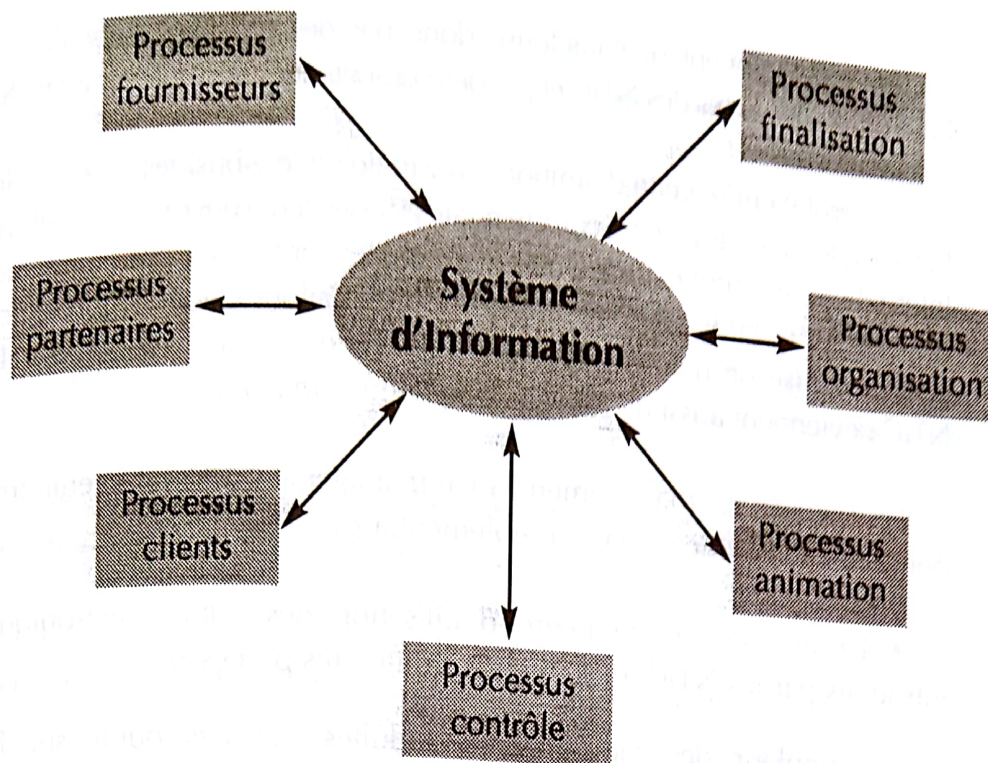 Processus
fournisseurs
Processus
finalisation
Processus
partenaires
Système
d'Information
Processus
organisation
Processus
clients
Processus
animation
Processus
contrôle